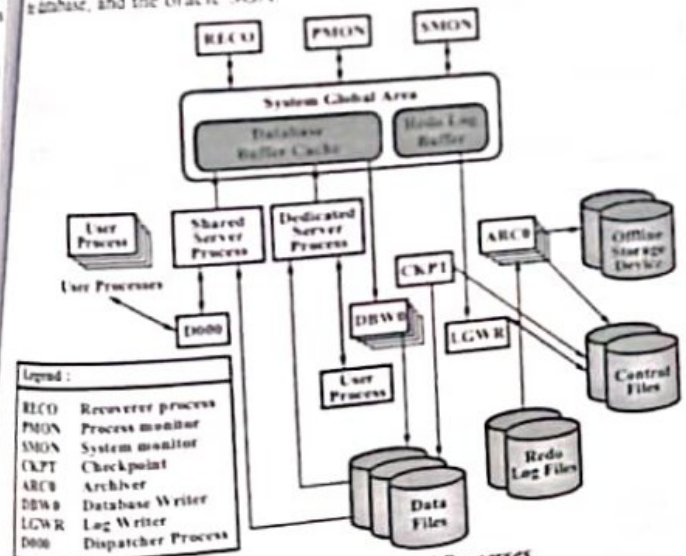 and the Oracle
RECO
PMON
SMON
System Global Area
Database
Buffer Cache
Redo Log
Buffer
User
Process
User Processes
Shared
Server
Process
Dedicated
Server
Process
D000
CKPT
DBW0
User
Process
LGWR
ARC0
Offline
Storage
Device
Control
Files
Redo
Log Files
Data
Files
Legend :
RECO Recoverer process
PMON Process monitor
SMON System monitor
CKPT Checkpoint
ARC0 Archiver
DBW0 Database Writer
LGWR Log Writer
D000 Dispatcher Process